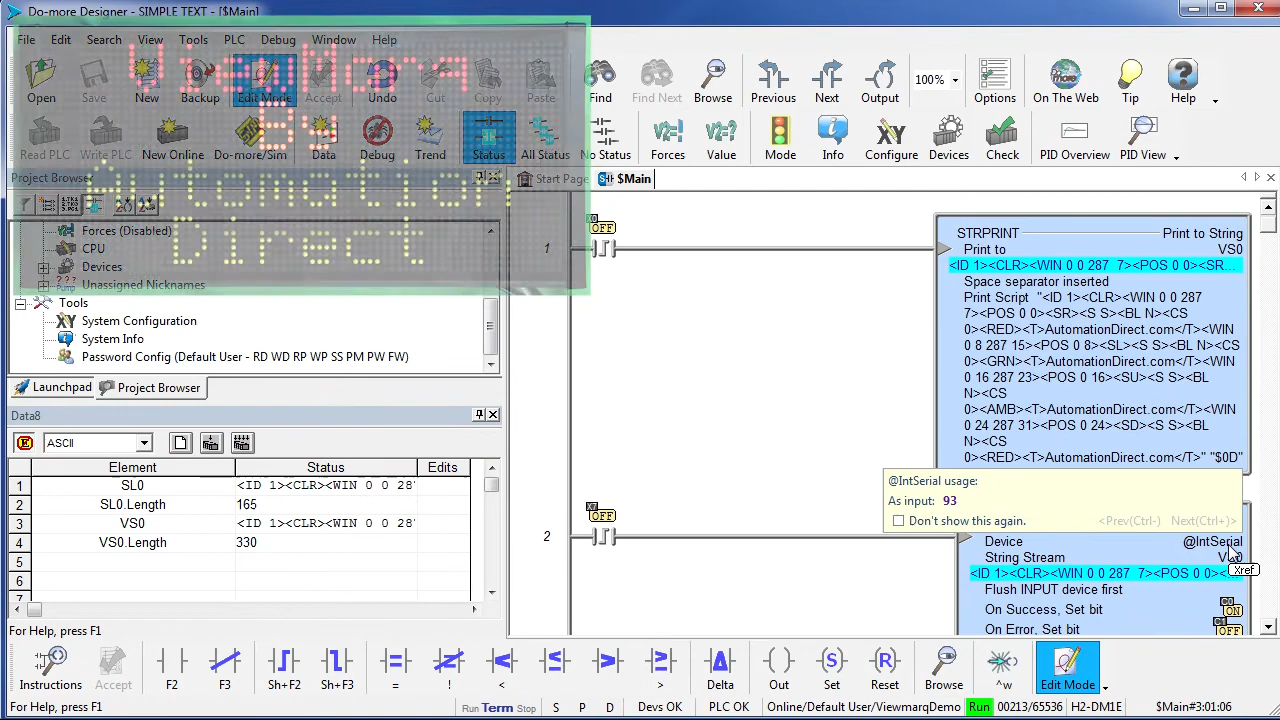 Do-more Designer - SIMPLE TEXT - [$Main]
File Edit Search View Tools PLC Debug Window Help
Open Save New Backup Edit Mode Accept Undo Cut Copy Paste Find Find Next Browse Previous Next Output 100% Options On The Web Tip Help
Read PLC Write PLC New Online Do-more/Sim Data Debug Trend Status All Status No Status Forces Value Mode Info Configure Devices Check PID Overview PID View
By
Automation
Direct
Project Browser
Start Page $Main
Forces (Disabled)
CPU
Devices
Unassigned Nicknames
Tools
System Configuration
System Info
Password Config (Default User - RD WD RP WP SS PM PW FW)
Launchpad Project Browser
Data8
ASCII
Element Status Edits
1 SL0 <ID 1><CLR><WIN 0 0 28
2 SL0.Length 165
3 VS0 <ID 1><CLR><WIN 0 0 28
4 VS0.Length 330
5
6
7
For Help, press F1
X0
OFF
1
STRPRINT Print to String
Print to VS0
<ID 1><CLR><WIN 0 0 287 7><POS 0 0><SR...
Space separator inserted
Print Script "<ID 1><CLR><WIN 0 0 287
7><POS 0 0><SR><S S><BL N><CS
0><RED><T>AutomationDirect.com</T><WIN
0 8 287 15><POS 0 8><SL><S S><BL N><CS
0><GRN><T>AutomationDirect.com</T><WIN
0 16 287 23><POS 0 16><SU><S S><BL
N><CS
0><AMB><T>AutomationDirect.com</T><WIN
0 24 287 31><POS 0 24><SD><S S><BL
N><CS
0><RED><T>AutomationDirect.com</T>" "$0D"
@IntSerial usage:
As input: 93
Don't show this again. <Prev(Ctrl-) Next(Ctrl+)>
OFF
2
Device @IntSerial
String Stream
Xref
<ID 1><CLR><WIN 0 0 287 7><POS 0 0><
Flush INPUT device first
On Success, Set bit C0 ON
On Error, Set bit C1 OFF
Instructions Accept F2 F3 Sh+F2 Sh+F3 = ! < ≤ > ≥ Delta Out Set Reset Browse ^w Edit Mode
For Help, press F1 Run Term Stop S P D Devs OK PLC OK Online/Default User/ViewmarqDemo Run 00213/65536 H2-DM1E $Main#3:01:06